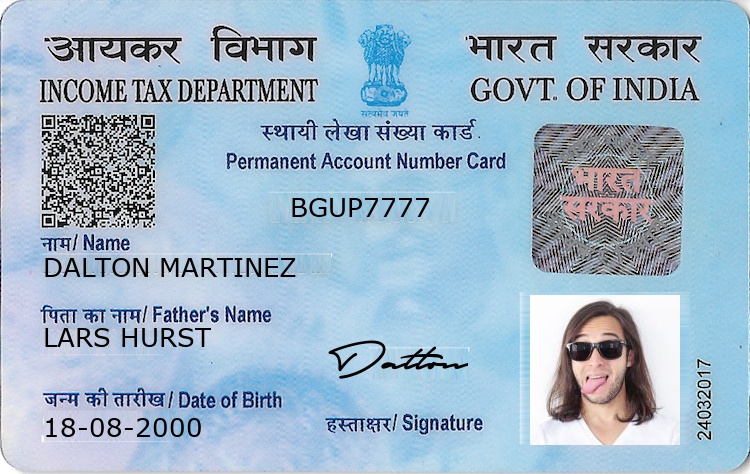 आयकर विभाग
INCOME TAX DEPARTMENT
सत्यमेव जयते
भारत सरकार
GOVT. OF INDIA
स्थायी लेखा संख्या कार्ड
Permanent Account Number Card
BGUP7777
भारत
सरकार
नाम/ Name
DALTON MARTINEZ
पिता का नाम/ Father's Name
LARS HURST
जन्म की तारीख / Date of Birth
18-08-2000
Dalton
हस्ताक्षर/ Signature
24032017